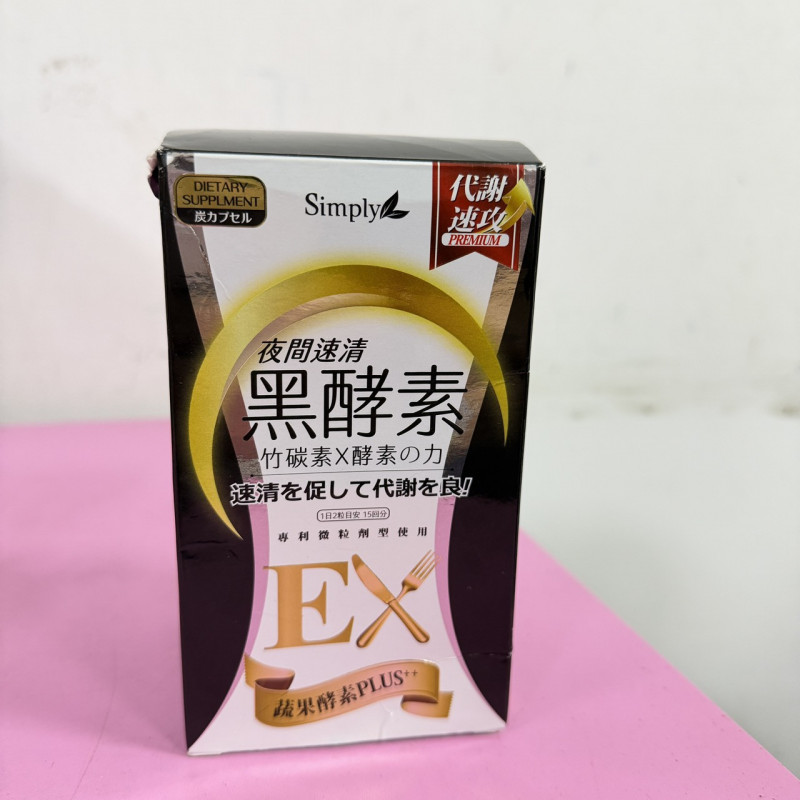 DIETARY
SUPPLMENT
炭カプセル
Simply
代謝
速攻
PREMIUM
夜間速清
黑酵素
竹碳素X酵素の力
速清を促して代謝を良!
1日2粒目安 15回分
專利微粒劑型使用
EX
蔬果酵素PLUS++